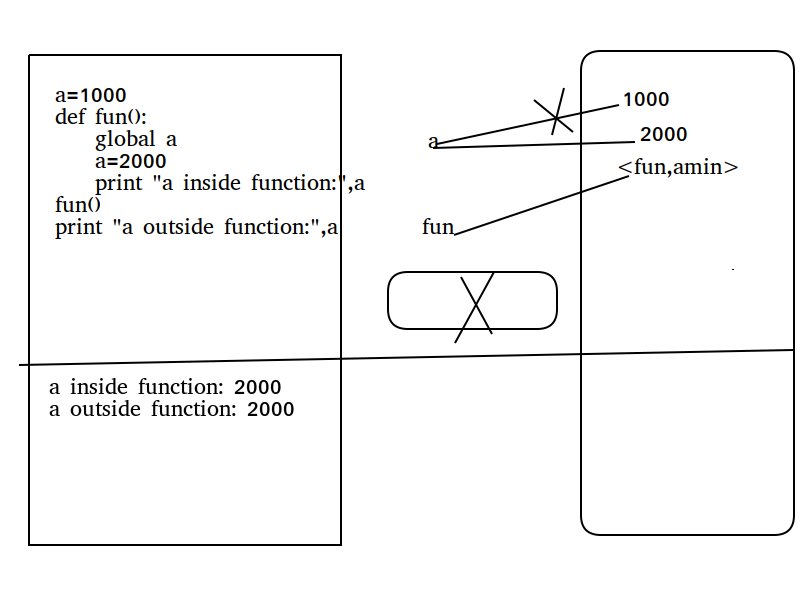 a=1000
def fun():
global a
a=2000
print "a inside function:",a
fun()
print "a outside function:",a
a
fun
1000
2000
<fun,amin>
a inside function: 2000
a outside function: 2000